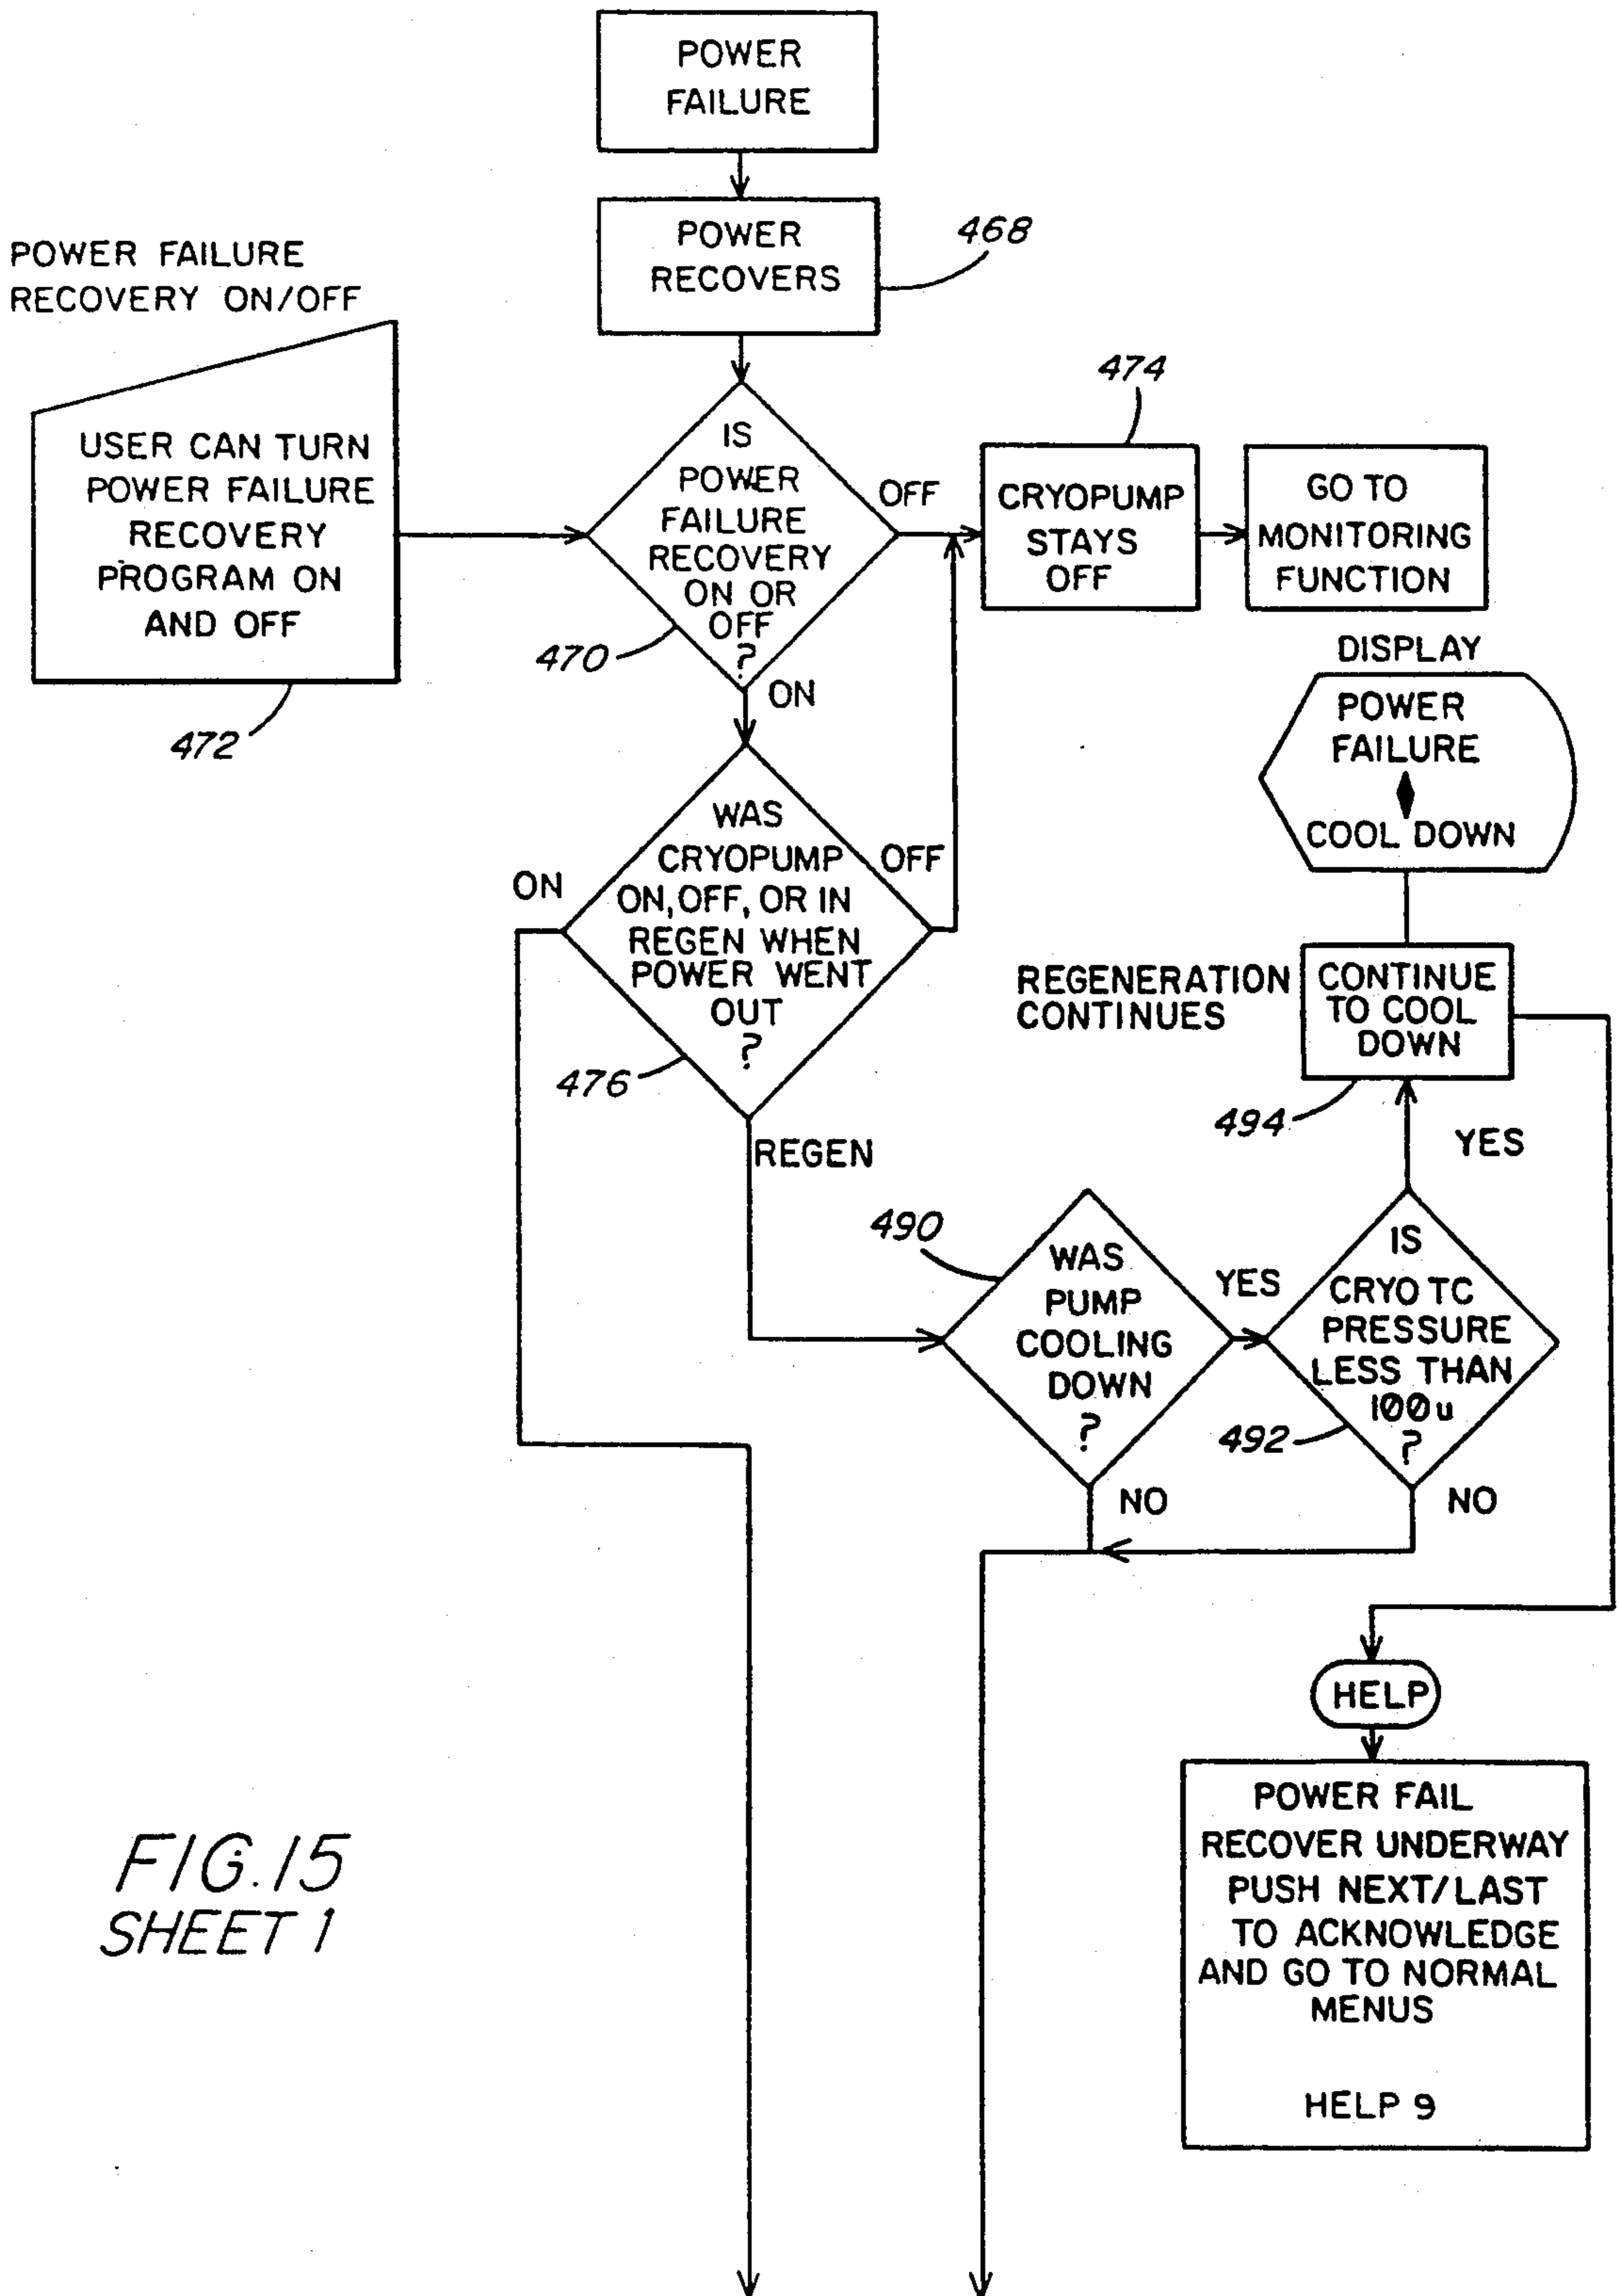 POWER
FAILURE
POWER
RECOVERS
468
POWER FAILURE
RECOVERY ON/OFF
USER CAN TURN
POWER FAILURE
RECOVERY
PROGRAM ON
AND OFF
472
IS
POWER
FAILURE
RECOVERY
ON OR
OFF
?
470
OFF
ON
474
CRYOPUMP
STAYS
OFF
GO TO
MONITORING
FUNCTION
DISPLAY
POWER
FAILURE
COOL DOWN
WAS
CRYOPUMP
ON, OFF, OR IN
REGEN WHEN
POWER WENT
OUT
?
476
ON
OFF
REGEN
REGENERATION
CONTINUES
CONTINUE
TO COOL
DOWN
494
YES
490
WAS
PUMP
COOLING
DOWN
?
YES
NO
IS
CRYO TC
PRESSURE
LESS THAN
100u
?
492
NO
HELP
POWER FAIL
RECOVER UNDERWAY
PUSH NEXT/LAST
TO ACKNOWLEDGE
AND GO TO NORMAL
MENUS
HELP 9
FIG.15
SHEET 1